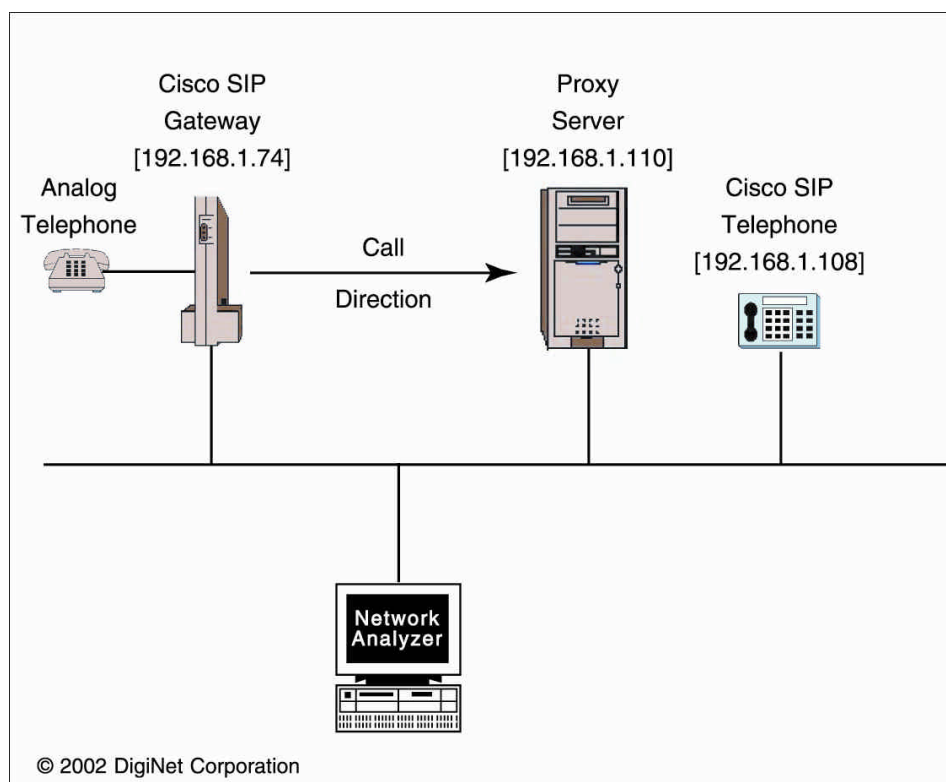 Cisco SIP
Gateway
[192.168.1.74]
Proxy
Server
[192.168.1.110]
Analog
Telephone
Cisco SIP
Telephone
[192.168.1.108]
Call
Direction
Network
Analyzer
© 2002 DigiNet Corporation